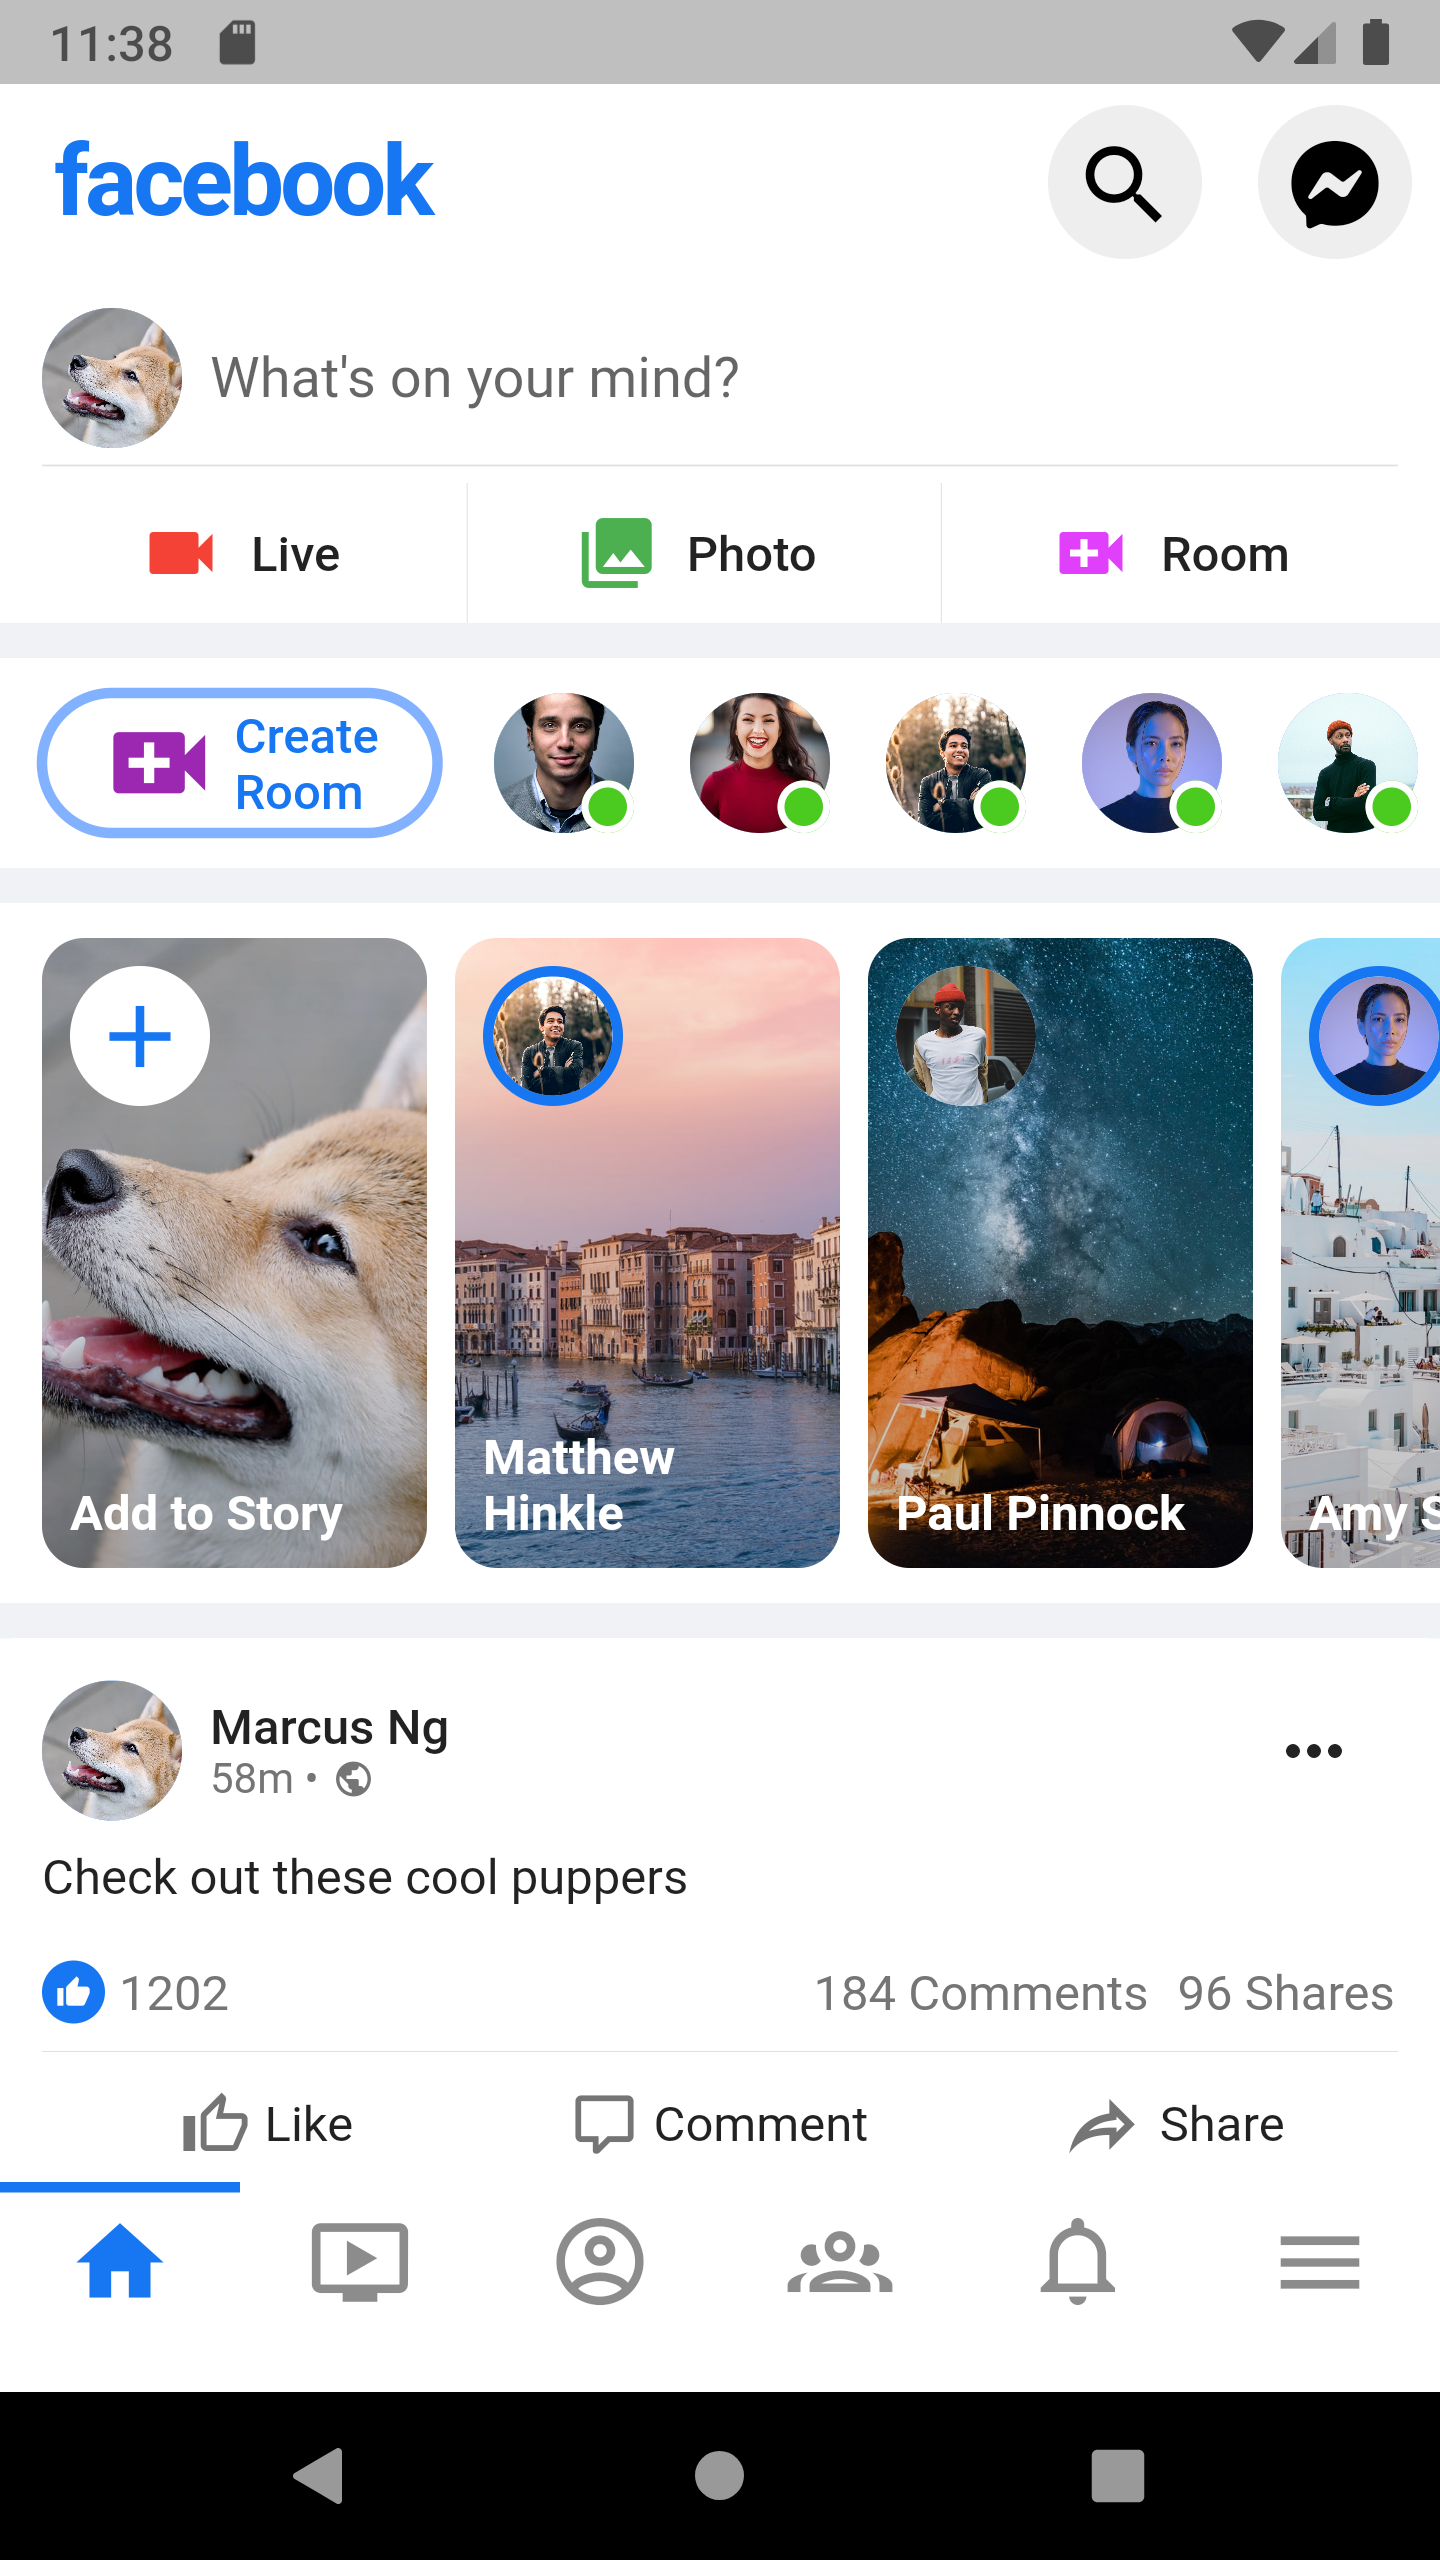 11:38
facebook
What's on your mind?
Live
Photo
Room
Create
Room
Add to Story
Matthew
Hinkle
Paul Pinnock
Amy S
Marcus Ng
58m •
Check out these cool puppers
1202
184 Comments
96 Shares
Like
Comment
Share